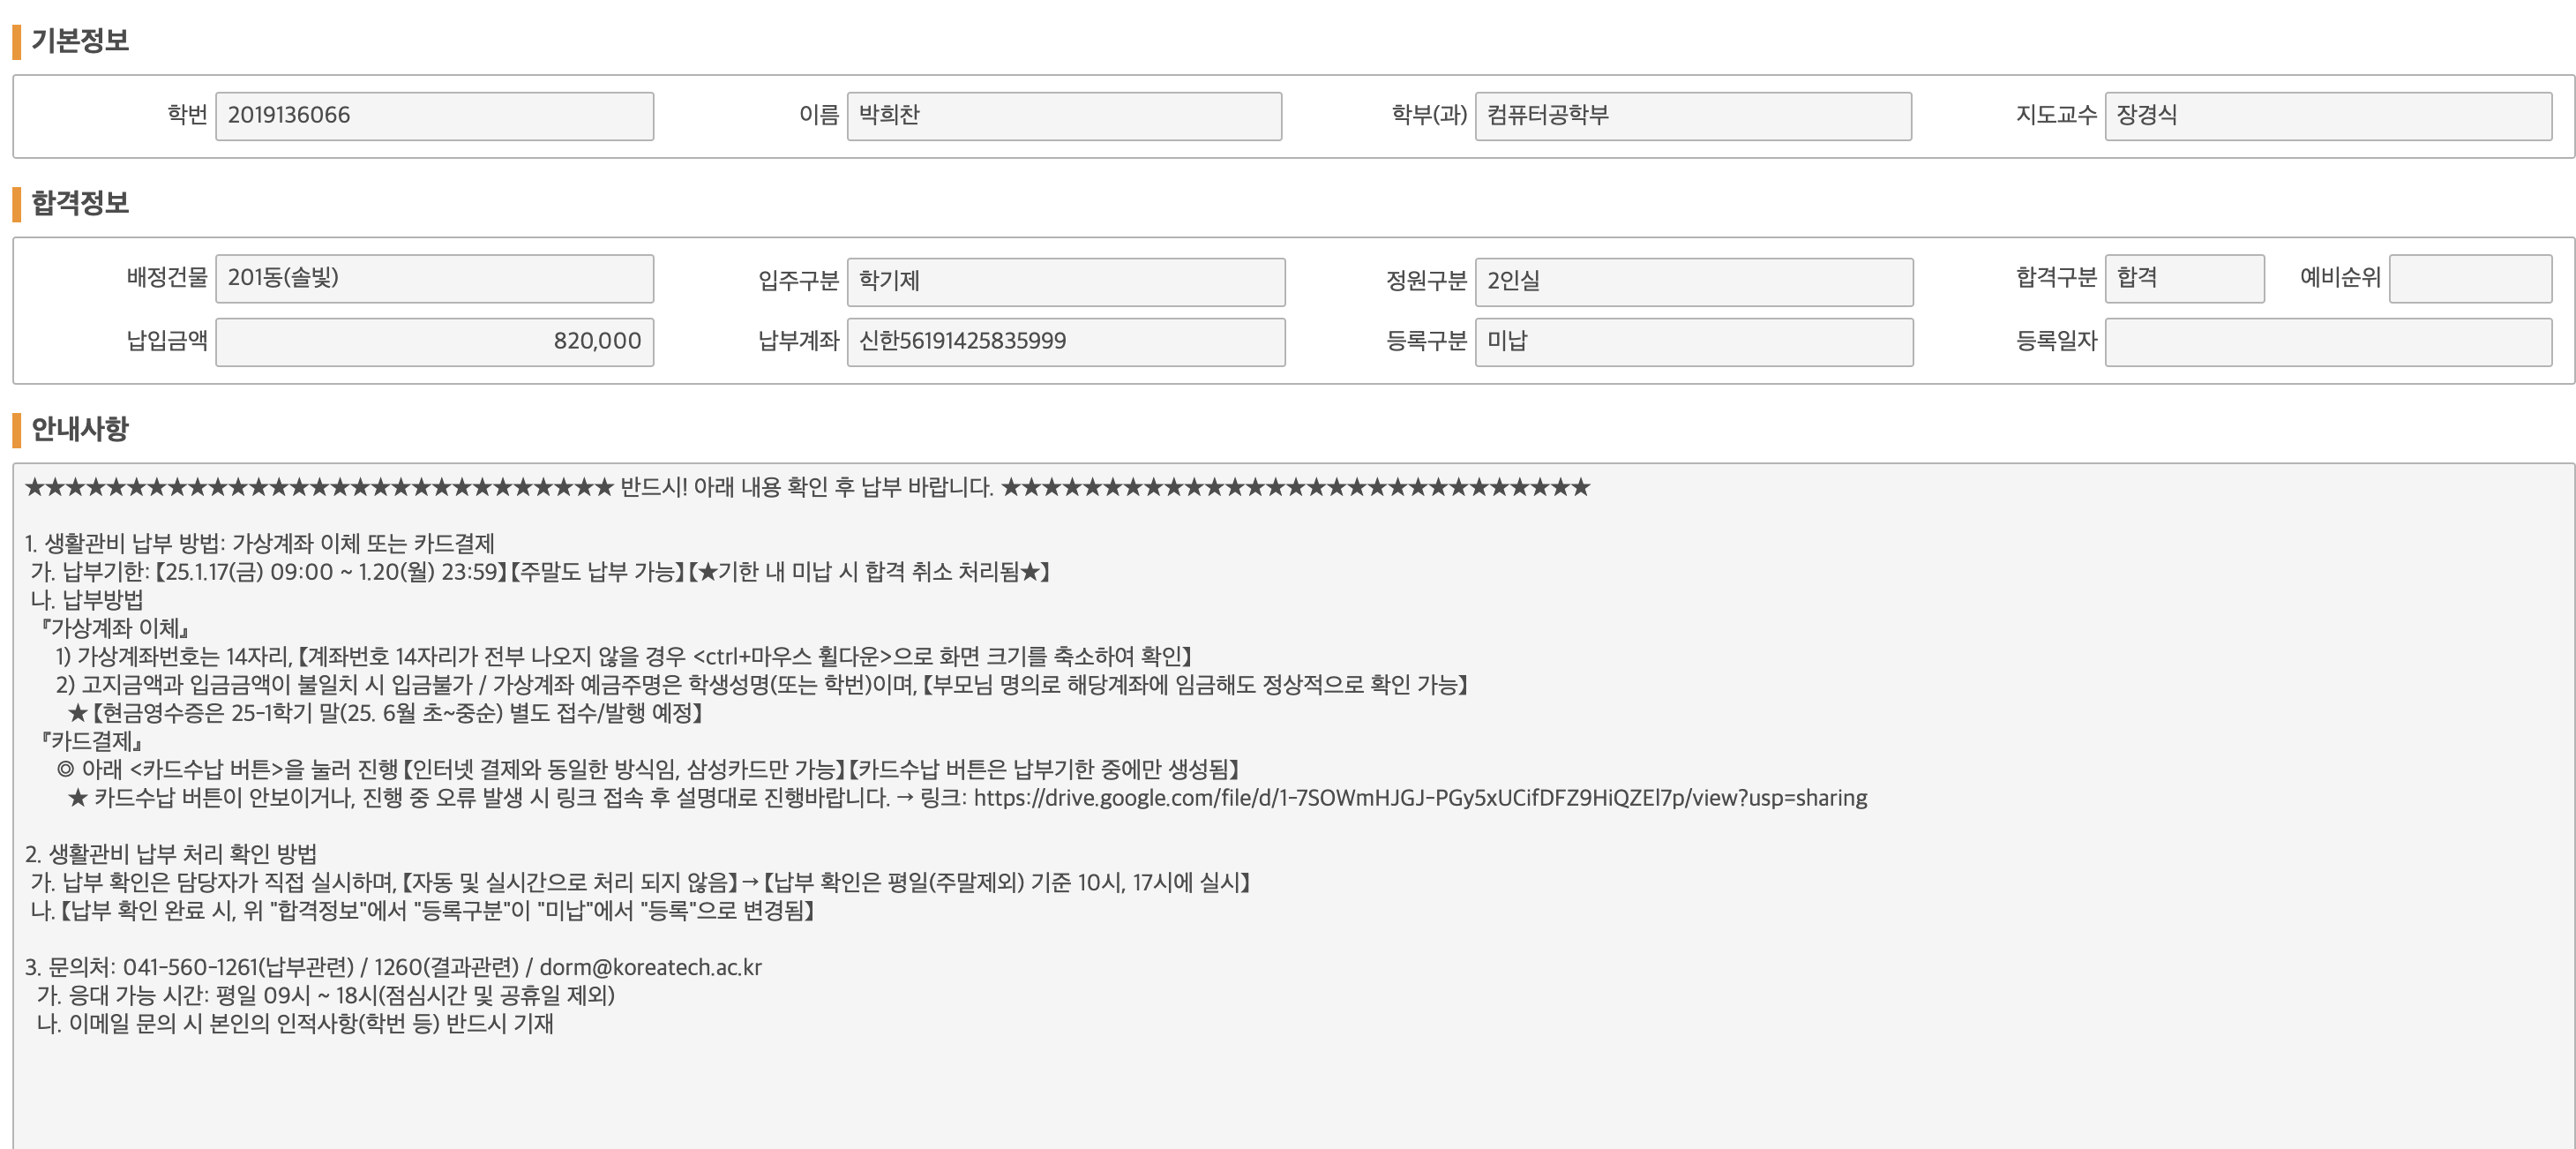 기본정보
학번 2019136066 이름 박희찬 학부(과) 컴퓨터공학부 지도교수 장경식
합격정보
배정건물 201동(솔빛) 입주구분 학기제 정원구분 2인실 합격구분 합격 예비순위
납입금액 820,000 납부계좌 신한56191425835999 등록구분 미납 등록일자
안내사항
★★★★★★★★★★★★★★★★★★★★★★★★★★★★★ 반드시! 아래 내용 확인 후 납부 바랍니다. ★★★★★★★★★★★★★★★★★★★★★★★★★★★★★
1. 생활관비 납부 방법: 가상계좌 이체 또는 카드결제
가. 납부기한: 【25.1.17(금) 09:00 ~ 1.20(월) 23:59】【주말도 납부 가능】【★기한 내 미납 시 합격 취소 처리됨★】
나. 납부방법
『가상계좌 이체』
1) 가상계좌번호는 14자리, 【계좌번호 14자리가 전부 나오지 않을 경우 <ctrl+마우스 휠다운>으로 화면 크기를 축소하여 확인】
2) 고지금액과 입금금액이 불일치 시 입금불가 / 가상계좌 예금주명은 학생성명(또는 학번)이며, 【부모님 명의로 해당계좌에 임금해도 정상적으로 확인 가능】
★【현금영수증은 25-1학기 말(25. 6월 초~중순) 별도 접수/발행 예정】
『카드결제』
◎ 아래 <카드수납 버튼>을 눌러 진행【인터넷 결제와 동일한 방식임, 삼성카드만 가능】【카드수납 버튼은 납부기한 중에만 생성됨】
★ 카드수납 버튼이 안보이거나, 진행 중 오류 발생 시 링크 접속 후 설명대로 진행바랍니다. → 링크: https://drive.google.com/file/d/1-7SOWmHJGJ-PGy5xUCifDFZ9HiQZEl7p/view?usp=sharing
2. 생활관비 납부 처리 확인 방법
가. 납부 확인은 담당자가 직접 실시하며, 【자동 및 실시간으로 처리 되지 않음】→【납부 확인은 평일(주말제외) 기준 10시, 17시에 실시】
나. 【납부 확인 완료 시, 위 "합격정보"에서 "등록구분"이 "미납"에서 "등록"으로 변경됨】
3. 문의처: 041-560-1261(납부관련) / 1260(결과관련) / dorm@koreatech.ac.kr
가. 응대 가능 시간: 평일 09시 ~ 18시(점심시간 및 공휴일 제외)
나. 이메일 문의 시 본인의 인적사항(학번 등) 반드시 기재